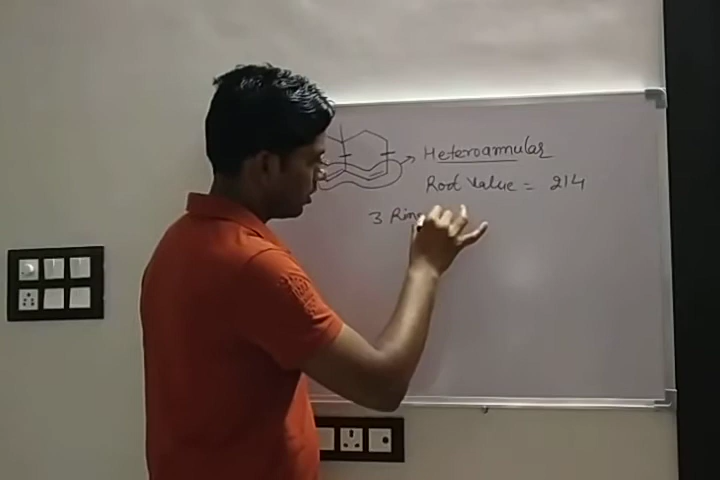 Heteroannular
Root Value = 214
3 Rin